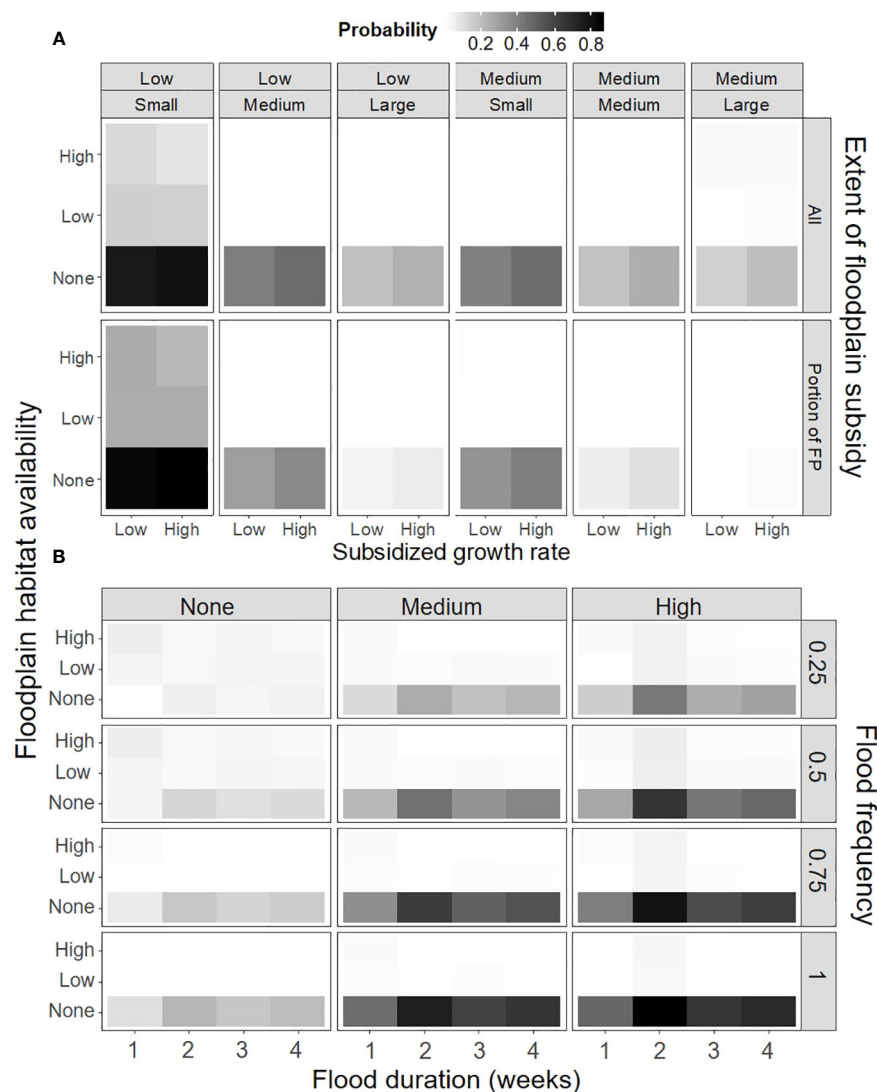 A
Probability
0.2 0.4 0.6 0.8
Low Low Low Medium Medium Medium
Small Medium Large Small Medium Large
High
Low
None
All
High
Low
None
Portion of FP
Low High Low High Low High Low High Low High Low High
Subsidized growth rate
Extent of floodplain subsidy
Floodplain habitat availability
B
None Medium High
High
Low
None
0.25
High
Low
None
0.5
High
Low
None
0.75
High
Low
None
1
1 2 3 4 1 2 3 4 1 2 3 4
Flood duration (weeks)
Flood frequency